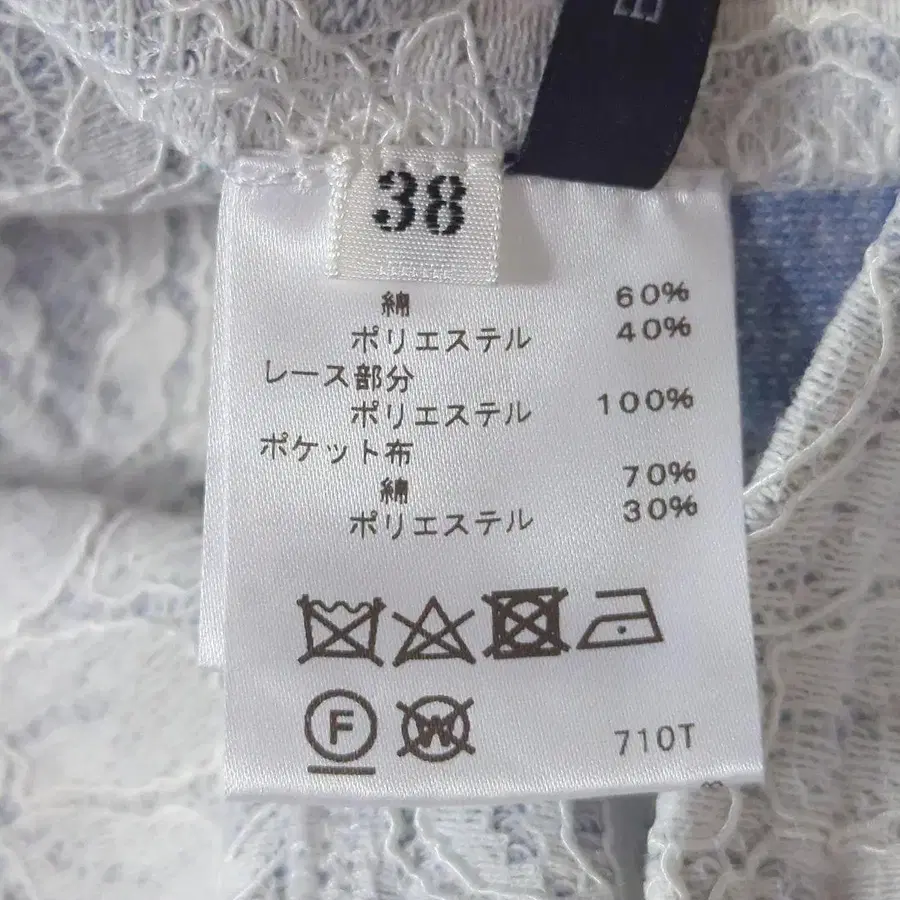 38
綿 60%
ポリエステル 40%
レース部分
ポリエステル 100%
ポケット布
綿 70%
ポリエステル 30%
F W
710T